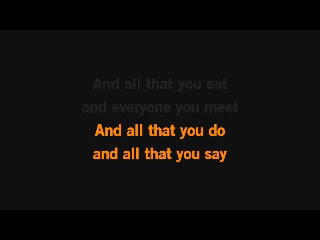 And all that you eat
and everyone you meet
And all that you do
and all that you say